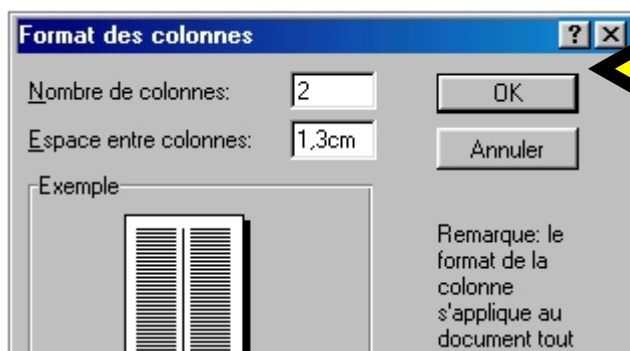 Format des colonnes
Nombre de colonnes: 2
OK
Espace entre colonnes: 1,3cm
Annuler
Exemple
Remarque: le
format de la
colonne
s'applique au
document tout